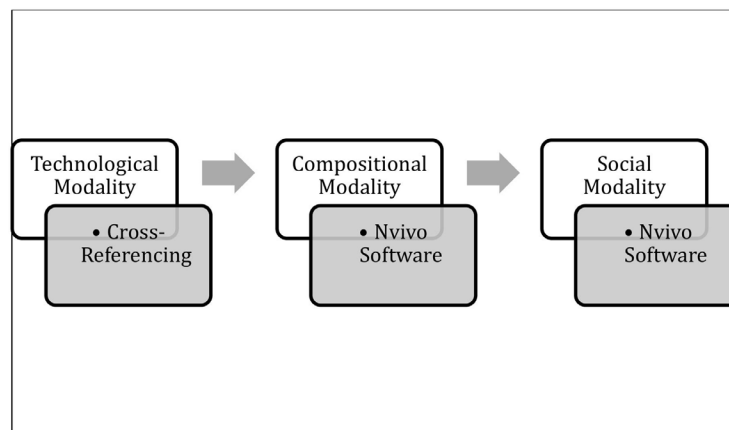 Technological
Modality
• Cross-
Referencing
Compositional
Modality
• Nvivo
Software
Social
Modality
• Nvivo
Software